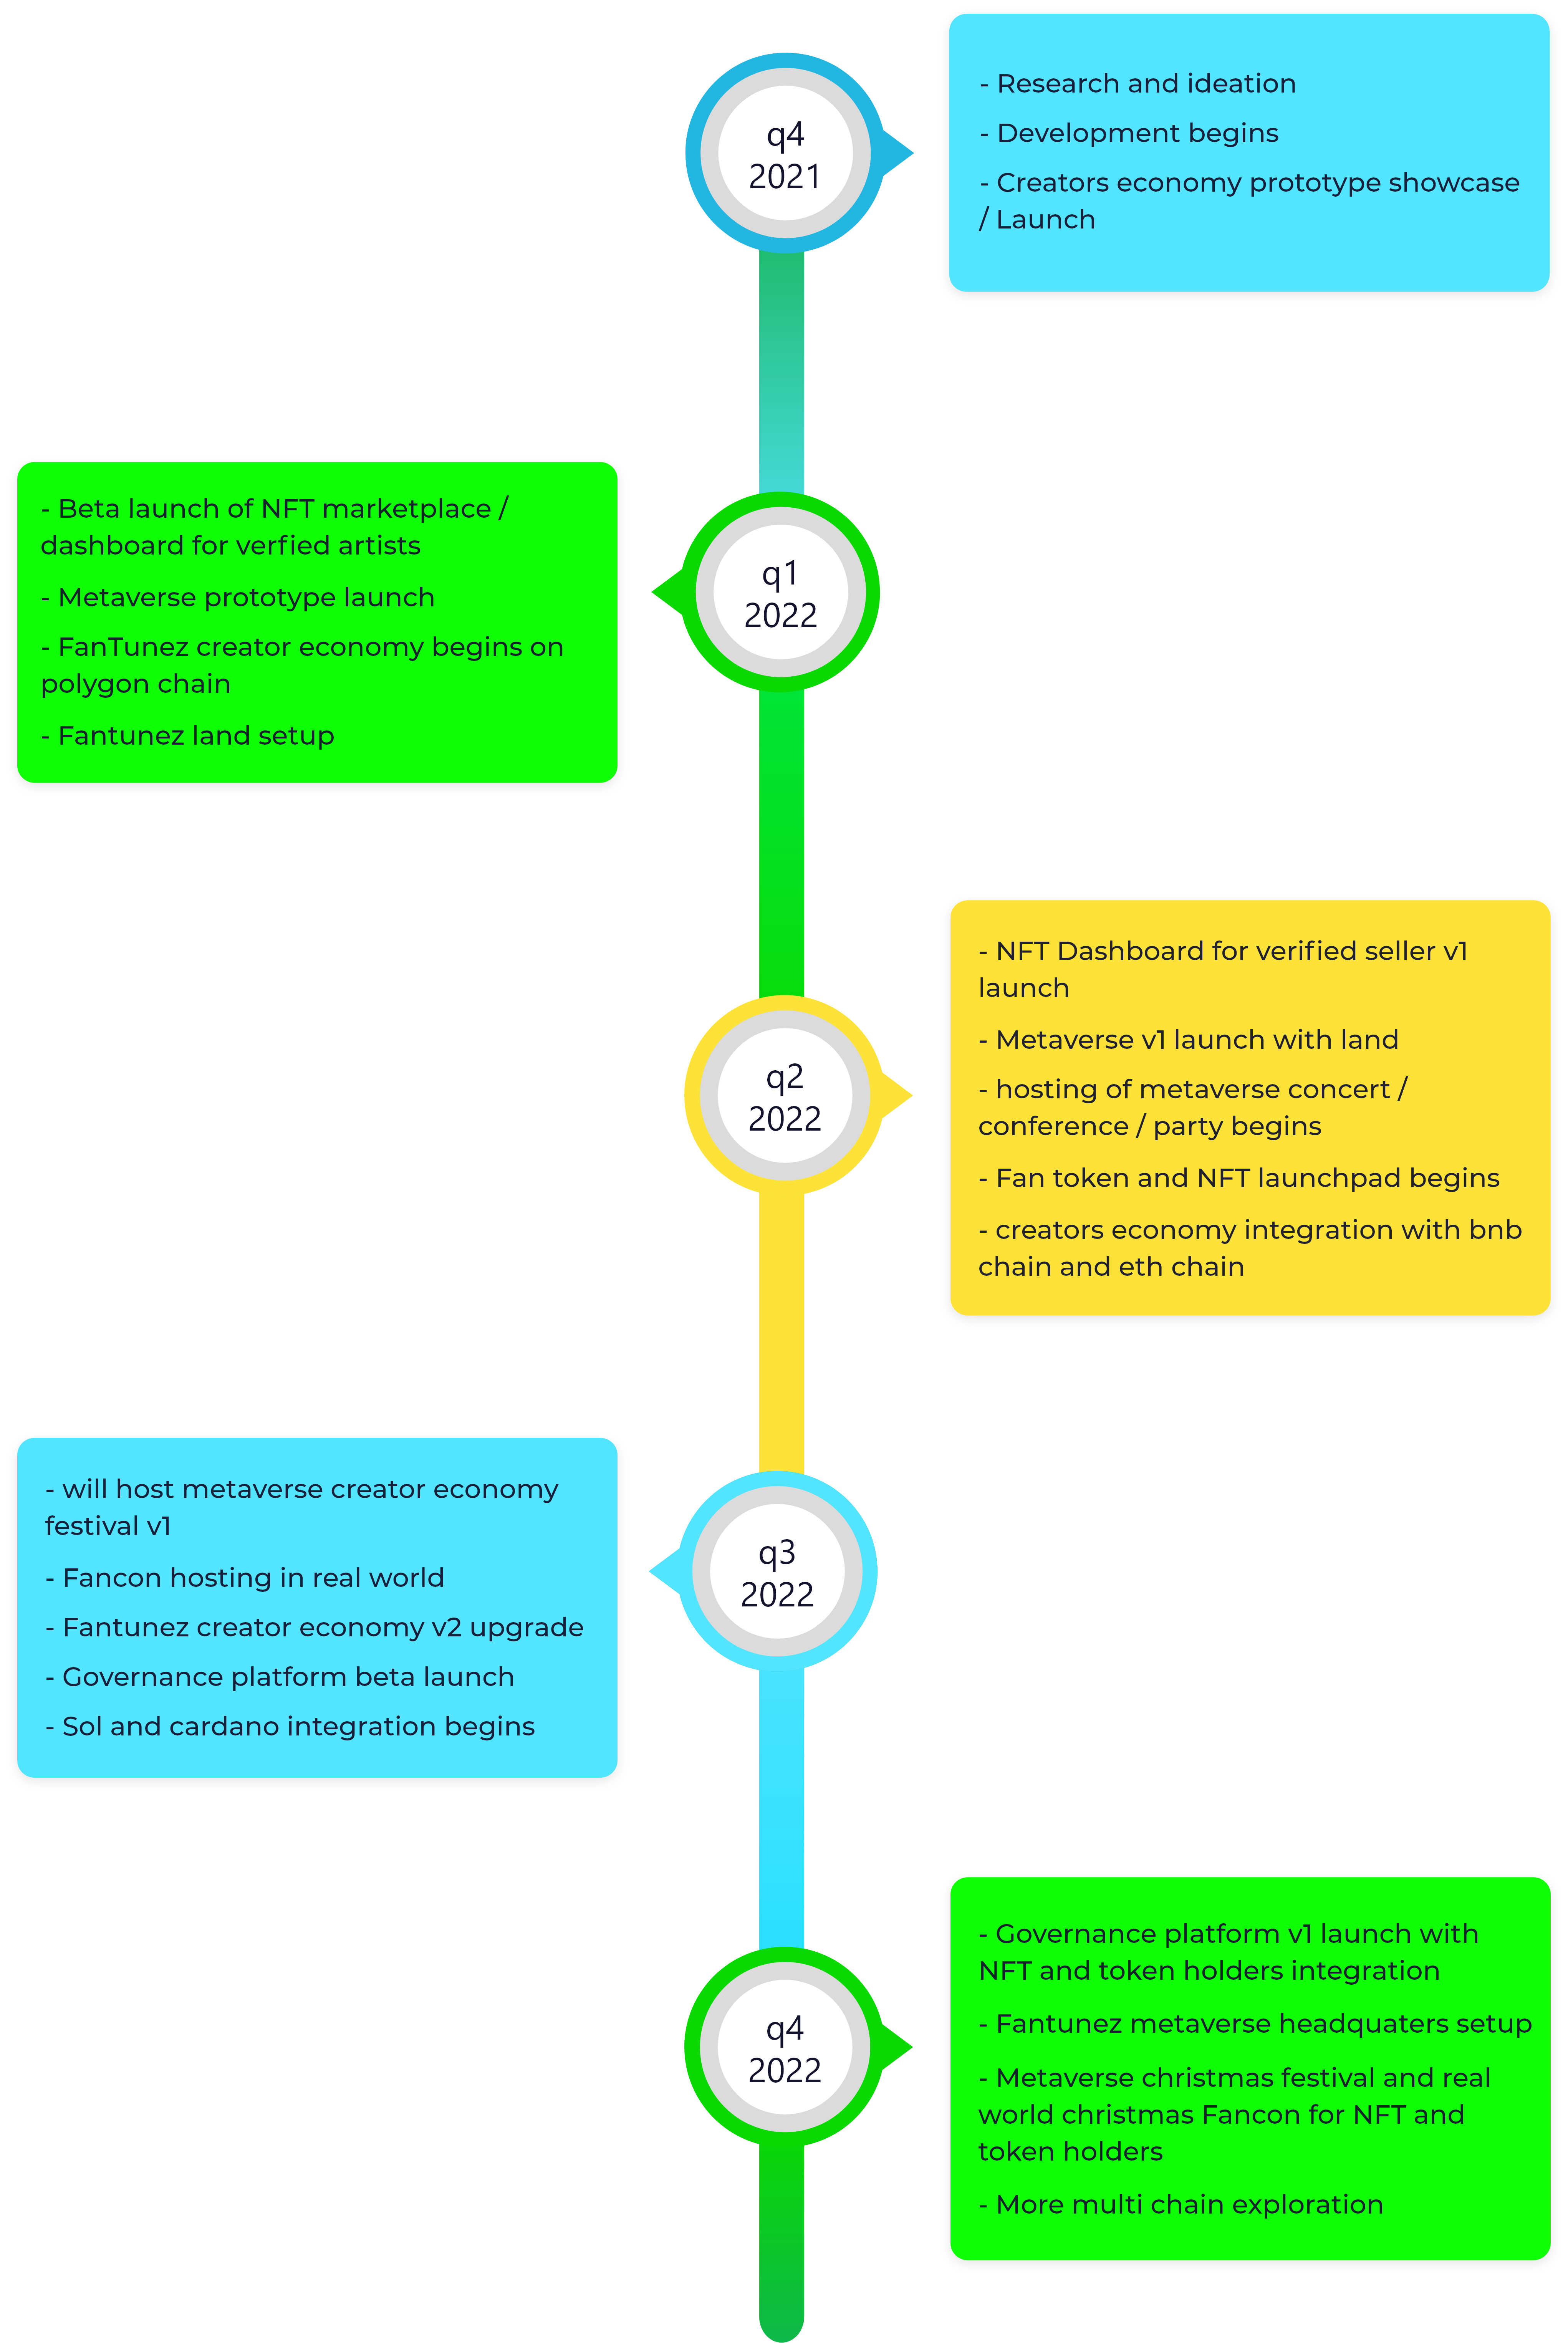 q4
2021
- Research and ideation
- Development begins
- Creators economy prototype showcase
/ Launch
q1
2022
- Beta launch of NFT marketplace /
dashboard for verfied artists
- Metaverse prototype launch
- FanTunez creator economy begins on
polygon chain
- Fantunez land setup
q2
2022
- NFT Dashboard for verified seller v1
launch
- Metaverse v1 launch with land
- hosting of metaverse concert /
conference / party begins
- Fan token and NFT launchpad begins
- creators economy integration with bnb
chain and eth chain
q3
2022
- will host metaverse creator economy
festival v1
- Fancon hosting in real world
- Fantunez creator economy v2 upgrade
- Governance platform beta launch
- Sol and cardano integration begins
q4
2022
- Governance platform v1 launch with
NFT and token holders integration
- Fantunez metaverse headquaters setup
- Metaverse christmas festival and real
world christmas Fancon for NFT and
token holders
- More multi chain exploration